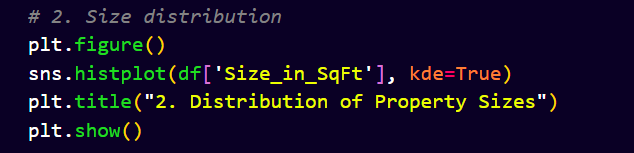 # 2. Size distribution
plt.figure()
sns.histplot(df['Size_in_SqFt'], kde=True)
plt.title("2. Distribution of Property Sizes")
plt.show()